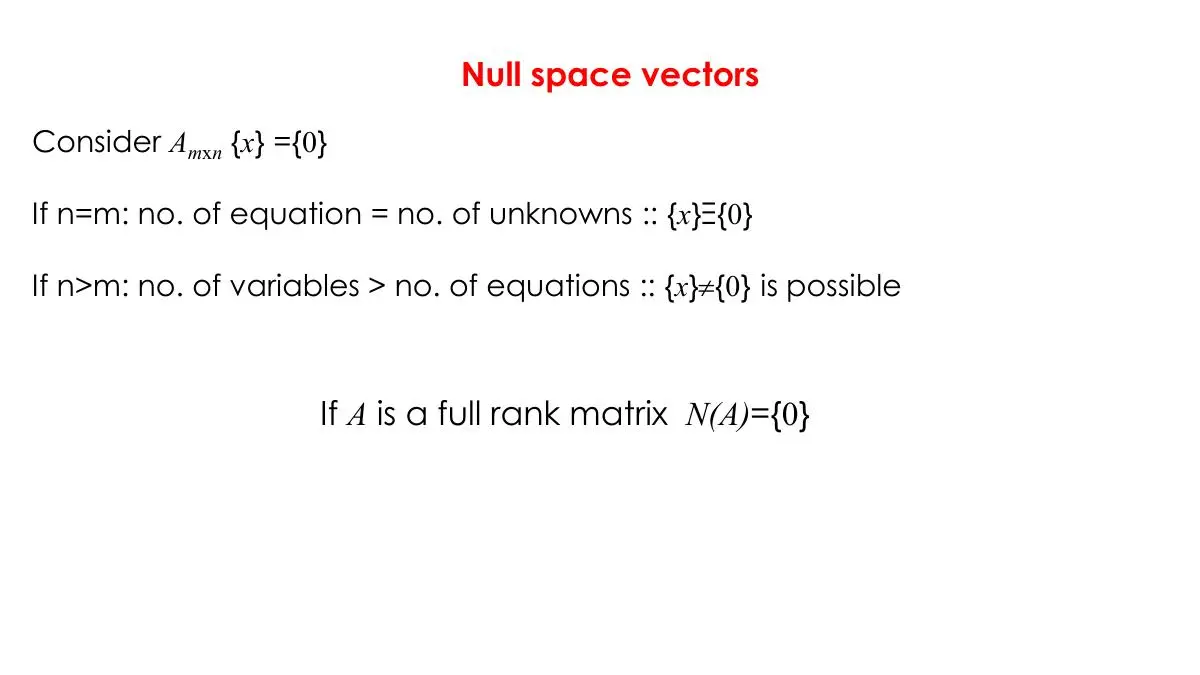 Null space vectors
Consider A_mxn {x} ={0}
If n=m: no. of equation = no. of unknowns :: {x}Ξ{0}
If n>m: no. of variables > no. of equations :: {x}≠{0} is possible
If A is a full rank matrix N(A)={0}